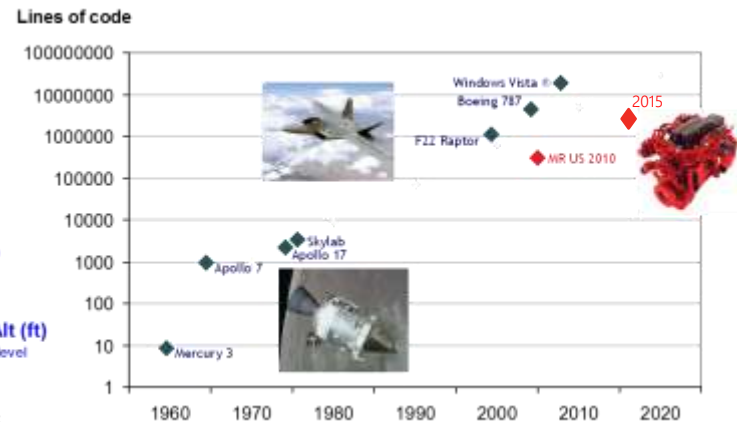 Lines of code
100000000
10000000
1000000
100000
10000
1000
100
10
1
Windows Vista ®
Boeing 787
2015
F22 Raptor
MR US 2010
Skylab
Apollo 17
Apollo 7
Mercury 3
Alt (ft)
evel
1960 1970 1980 1990 2000 2010 2020